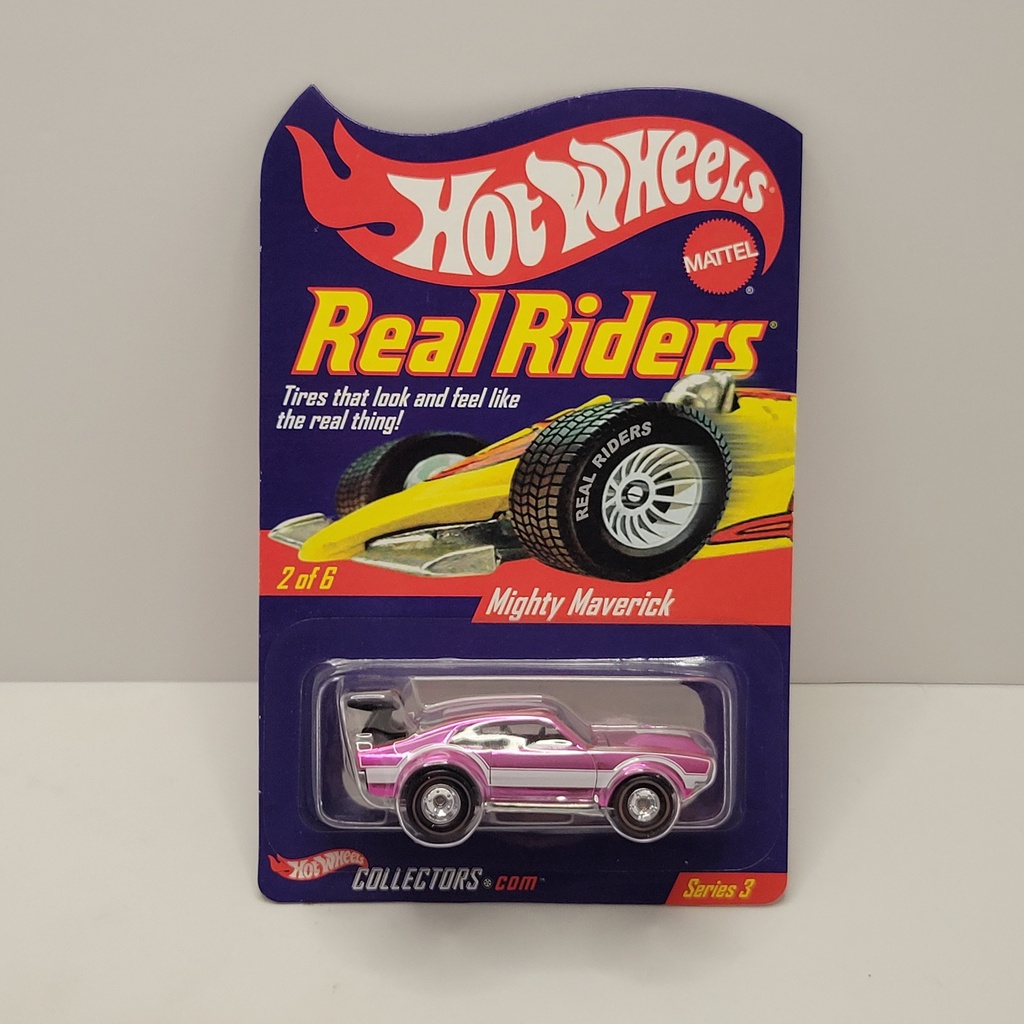 Hot Wheels®
MATTEL®
Real Riders®
Tires that look and feel like
the real thing!
REAL RIDERS
2 of 6
Mighty Maverick
Hot Wheels
COLLECTORS.com™
Series 3